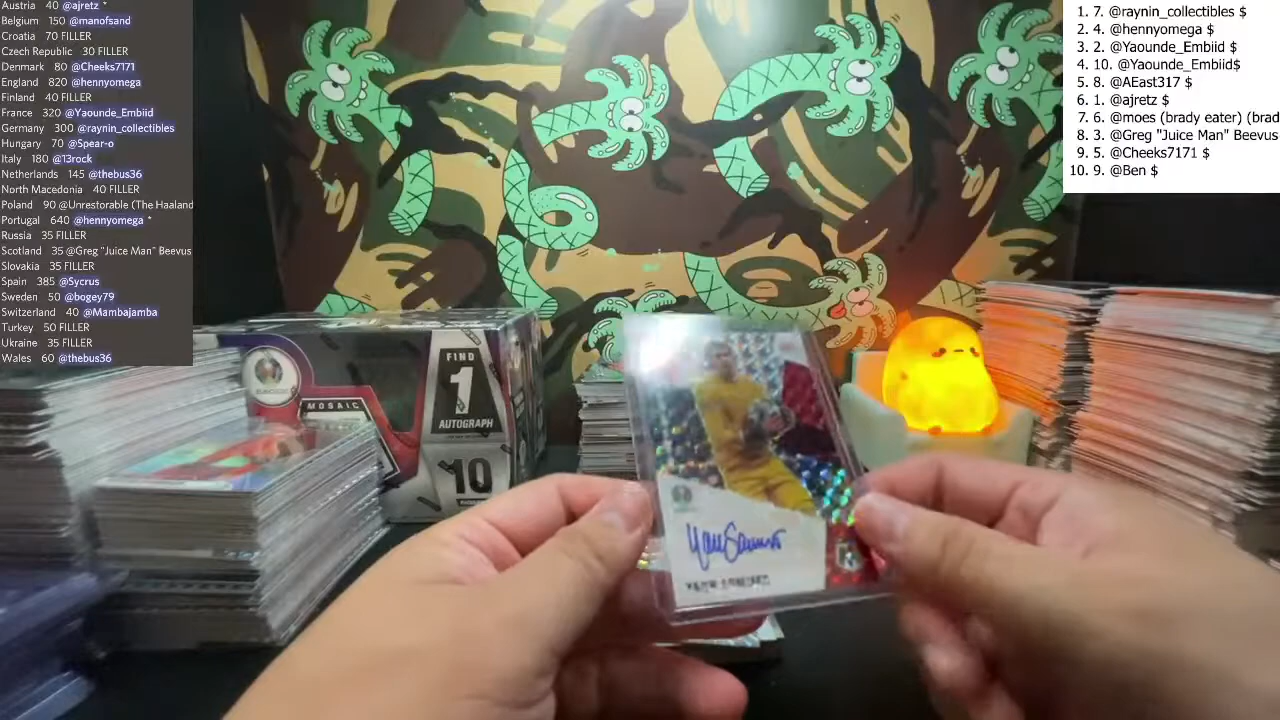 Austria 40 @ajretz *
Belgium 150 @manofsand
Croatia 70 FILLER
Czech Republic 30 FILLER
Denmark 80 @Cheeks7171
England 820 @hennyomega
Finland 40 FILLER
France 320 @Yaounde_Embiid
Germany 300 @raynin_collectibles
Hungary 70 @Spear-o
Italy 180 @13rock
Netherlands 145 @thebus36
North Macedonia 40 FILLER
Poland 90 @Unrestorable (The Haaland
Portugal 640 @hennyomega *
Russia 35 FILLER
Scotland 35 @Greg "Juice Man" Beevus
Slovakia 35 FILLER
Spain 385 @Sycrus
Sweden 50 @bogey79
Switzerland 40 @Mambajamba
Turkey 50 FILLER
Ukraine 35 FILLER
Wales 60 @thebus36
1. 7. @raynin_collectibles $
2. 4. @hennyomega $
3. 2. @Yaounde_Embiid $
4. 10. @Yaounde_Embiid$
5. 8. @AEast317 $
6. 1. @ajretz $
7. 6. @moes (brady eater) (brad
8. 3. @Greg "Juice Man" Beevus
9. 5. @Cheeks7171 $
10. 9. @Ben $
MOSAIC
FIND
1
AUTOGRAPH
10